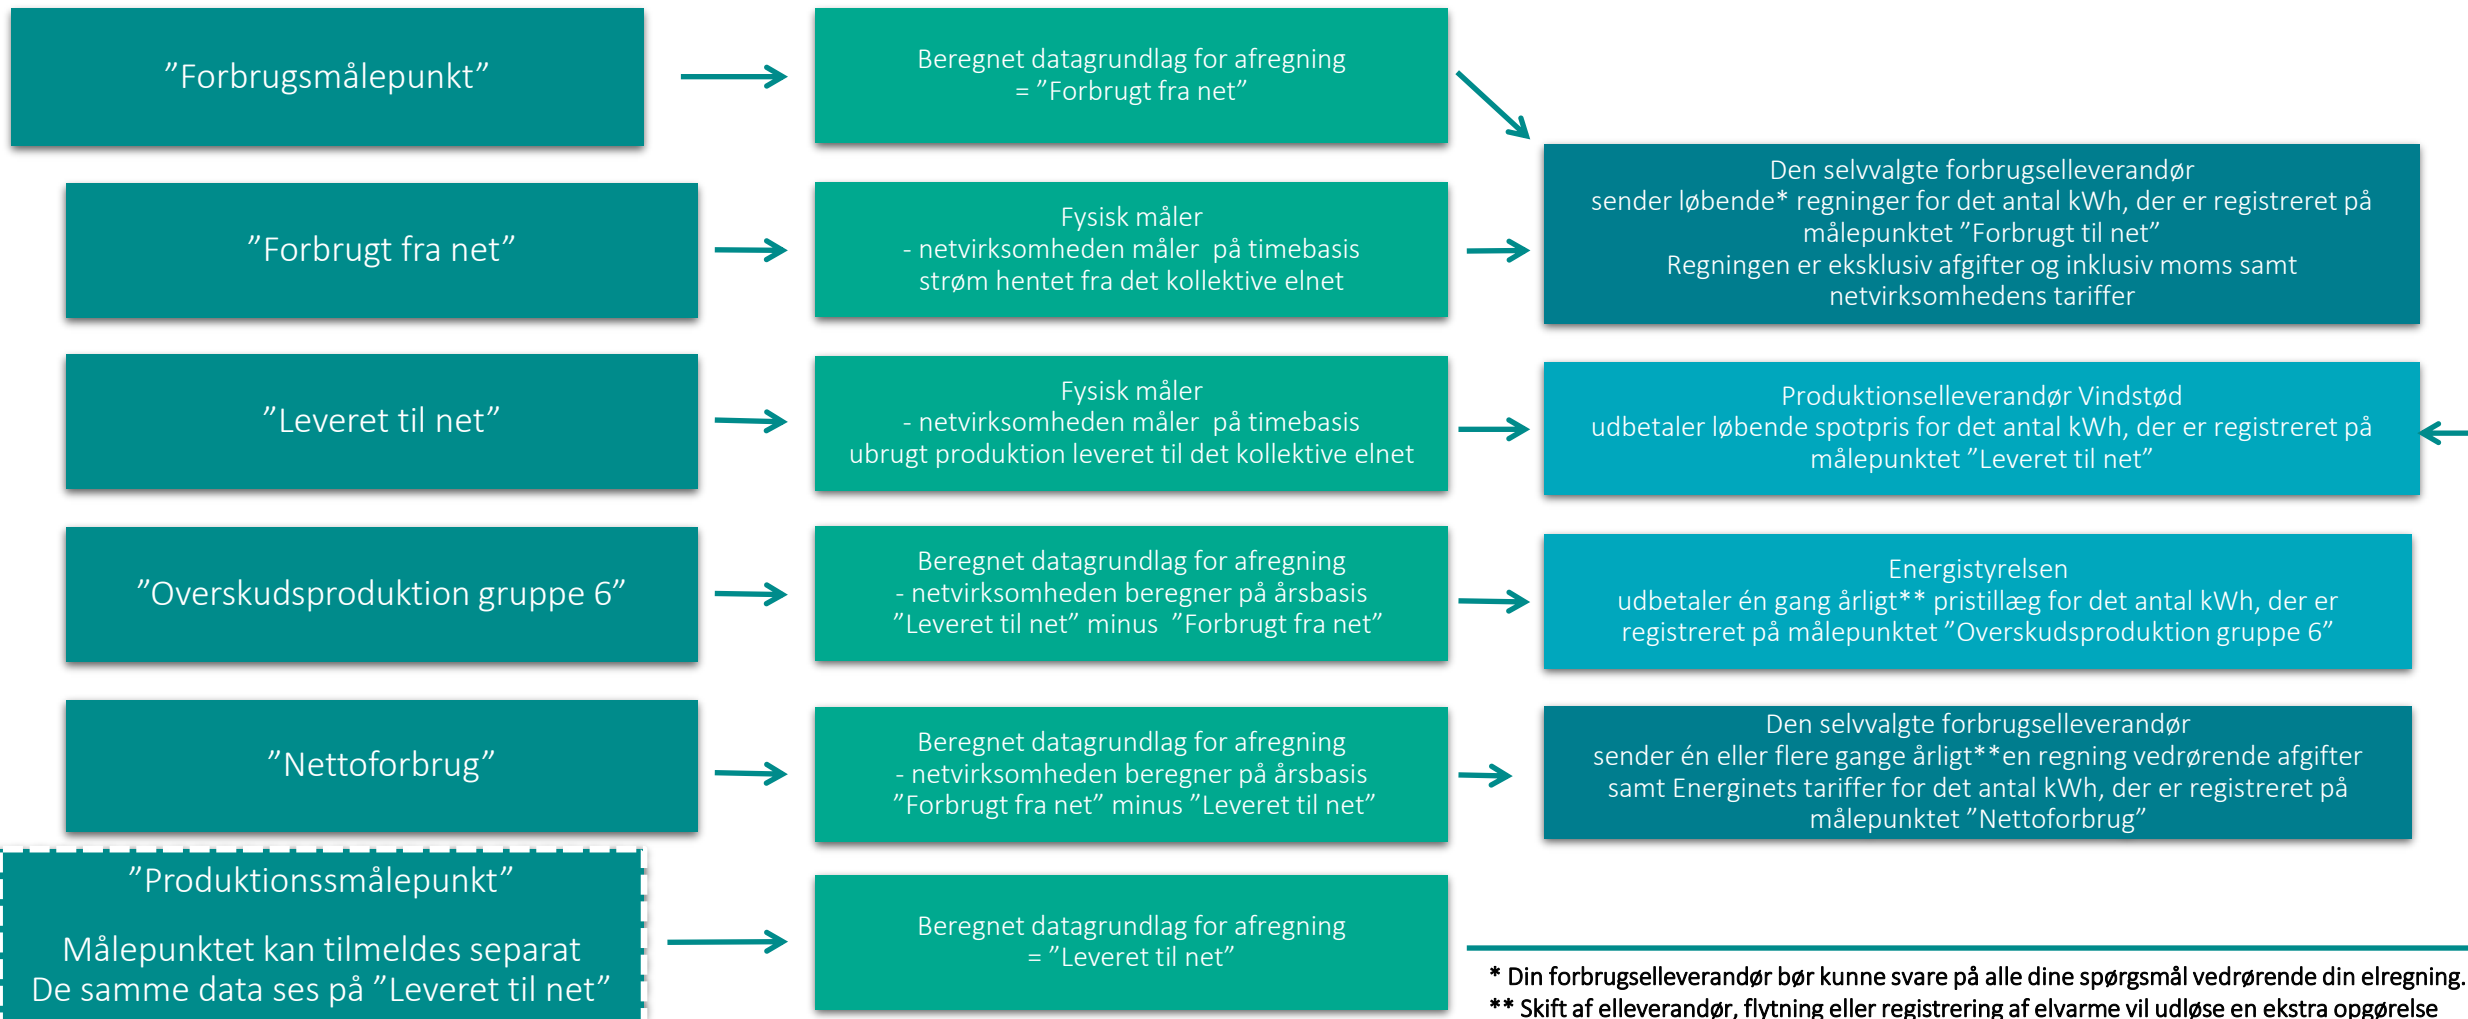 ”Forbrugsmålepunkt”
Beregnet datagrundlag for afregning
= ”Forbrugt fra net”
Den selvvalgte forbrugselleverandør
sender løbende* regninger for det antal kWh, der er registreret på
målepunktet ”Forbrugt til net”
Regningen er eksklusiv afgifter og inklusiv moms samt
netvirksomhedens tariffer
”Forbrugt fra net”
Fysisk måler
- netvirksomheden måler  på timebasis
strøm hentet fra det kollektive elnet
”Leveret til net”
Fysisk måler
- netvirksomheden måler  på timebasis
ubrugt produktion leveret til det kollektive elnet
Produktionselleverandør Vindstød
udbetaler løbende spotpris for det antal kWh, der er registreret på
målepunktet ”Leveret til net”
”Overskudsproduktion gruppe 6”
Beregnet datagrundlag for afregning
- netvirksomheden beregner på årsbasis
”Leveret til net” minus  ”Forbrugt fra net”
Energistyrelsen
udbetaler én gang årligt** pristillæg for det antal kWh, der er
registreret på målepunktet ”Overskudsproduktion gruppe 6”
”Nettoforbrug”
Beregnet datagrundlag for afregning
- netvirksomheden beregner på årsbasis
”Forbrugt fra net” minus ”Leveret til net”
Den selvvalgte forbrugselleverandør
sender én eller flere gange årligt**en regning vedrørende afgifter
samt Energinets tariffer for det antal kWh, der er registreret på
målepunktet ”Nettoforbrug”
”Produktionssmålepunkt”
Målepunktet kan tilmeldes separat
De samme data ses på ”Leveret til net”
Beregnet datagrundlag for afregning
= ”Leveret til net”
* Din forbrugselleverandør bør kunne svare på alle dine spørgsmål vedrørende din elregning.
** Skift af elleverandør, flytning eller registrering af elvarme vil udløse en ekstra opgørelse